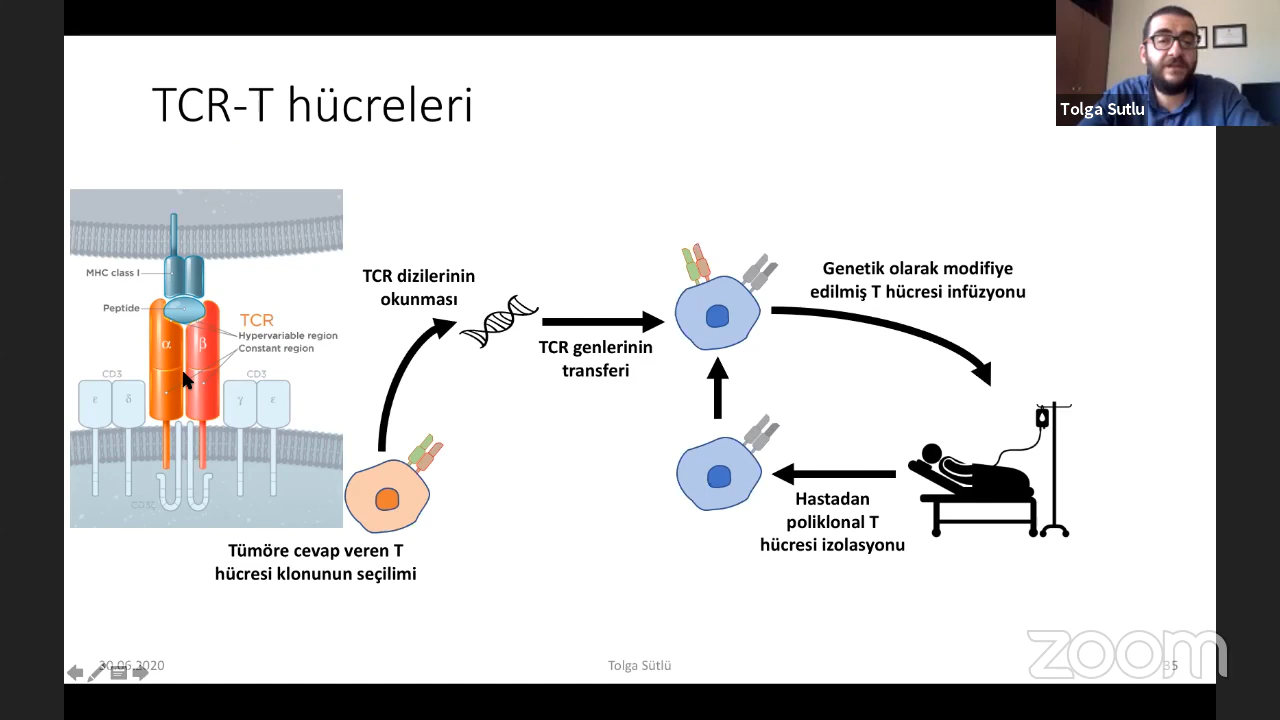 TCR-T hücreleri
Tolga Sutlu
MHC class I
Peptide
TCR
Hypervariable region
Constant region
α
β
CD3
CD3
ε
δ
γ
ε
TCR dizilerinin
okunması
TCR genlerinin
transferi
Genetik olarak modifiye
edilmiş T hücresi infüzyonu
Hastadan
poliklonal T
hücresi izolasyonu
Tümöre cevap veren T
hücresi klonunun seçilimi
30.06.2020
Tolga Sütlü
35
zoom